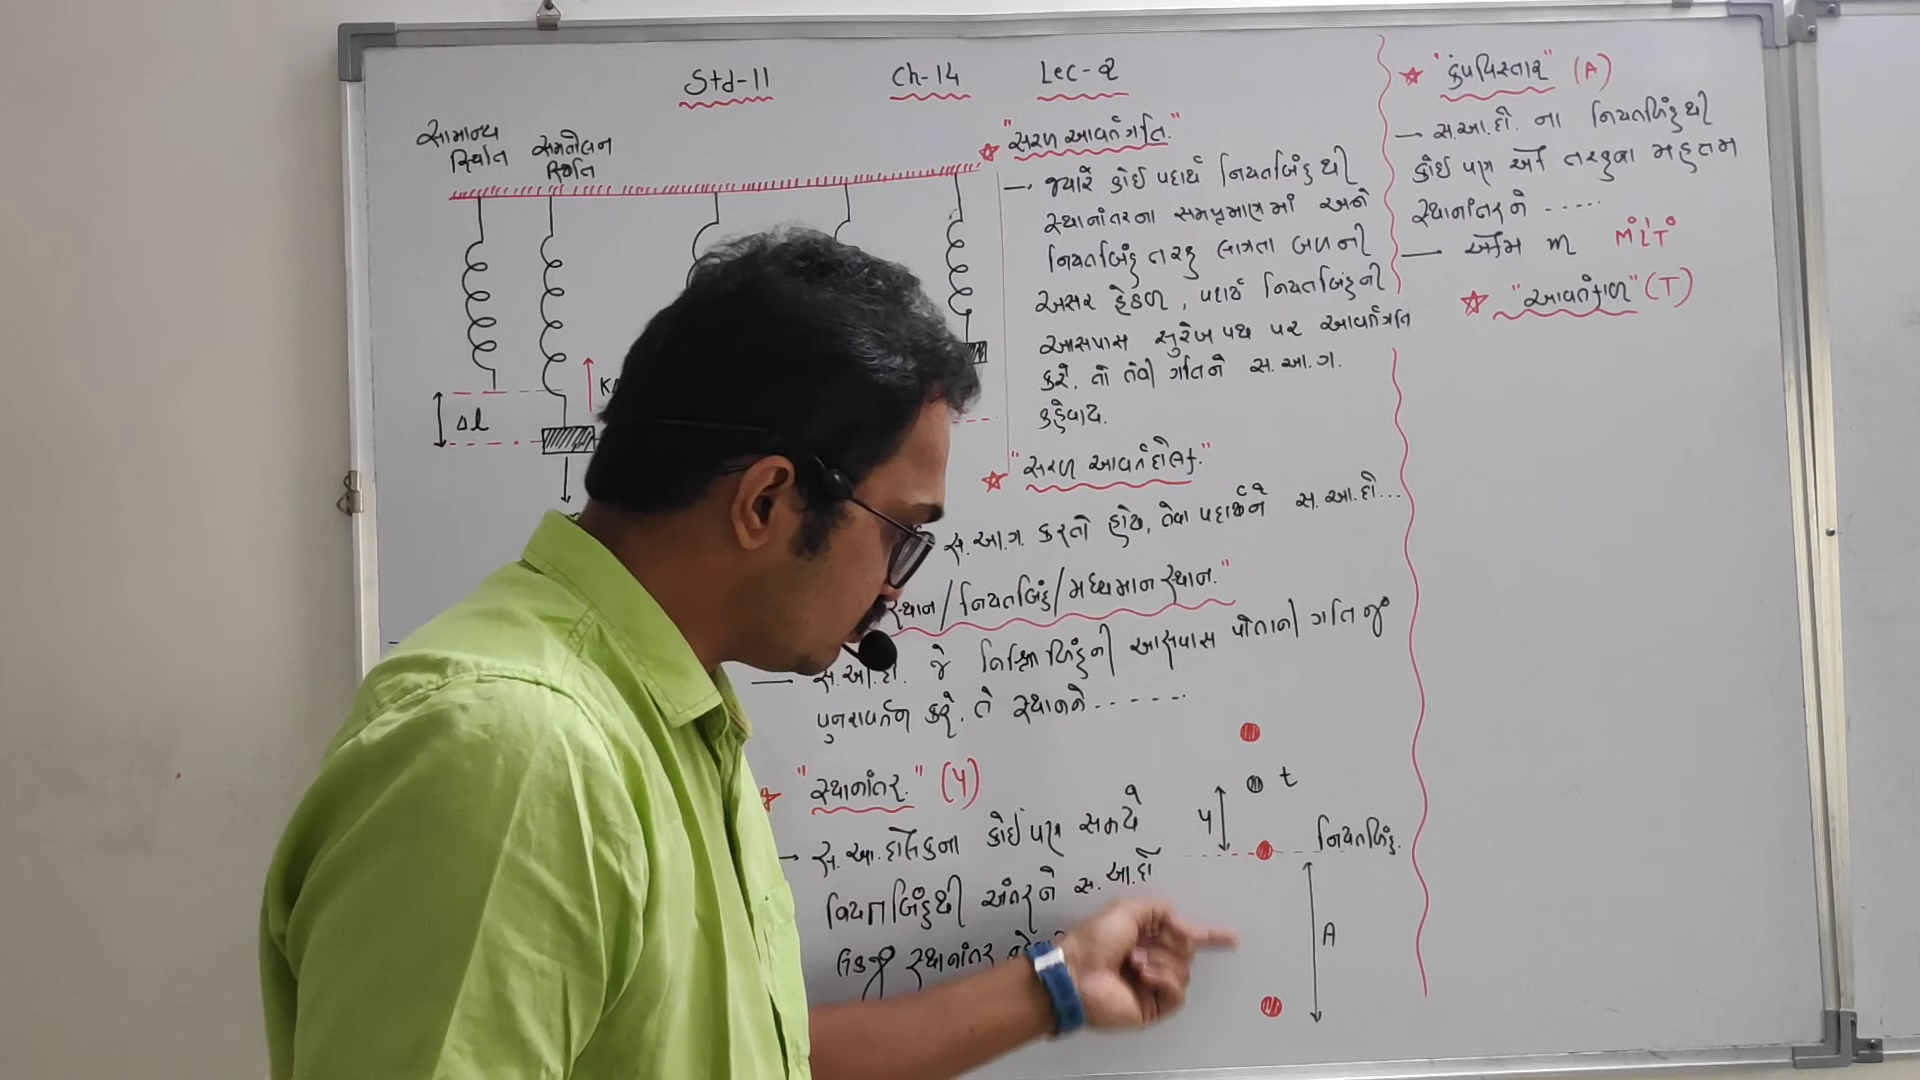 Std-11 Ch-14 Lec-2
સામાન્ય
સ્થિતિ
સમતોલન
સ્થિતિ
Δl
"સરળ આવર્તગતિ."
→ જ્યારે કોઈ પદાર્થ નિયતબિંદુથી
સ્થાનાંતરના સમપ્રમાણમાં અને
નિયતબિંદુ તરફ લાગતા બળની
અસર હેઠળ, પદાર્થ નિયતબિંદુની
આસપાસ સુરેખ પથ પર આવર્તગતિ
કરે, તો તેવી ગતિને સ.આ.ગ.
કહેવાય.
"સરળ આવર્તદોલક."
સ.આ.ગ. કરતો હોય, તેવા પદાર્થને સ.આ.દો...
સ્થાન/નિયતબિંદુ/મધ્યમાન સ્થાન."
— સ.આ.દો. જે નિશ્ચિત બિંદુની આસપાસ પોતાની ગતિનું
પુનરાવર્તન કરે, તે સ્થાનને......
"સ્થાનાંતર." (y)
→ સ.આ.દોલકના કોઈ પણ સમયે
નિયતબિંદુથી અંતરને સ.આ.દો
સ્થાનાંતર
t
y
નિયતબિંદુ.
A
"કંપવિસ્તાર" (A)
— સ.આ.દો. ના નિયતબિંદુથી
કોઈ પણ એક તરફના મહત્તમ
સ્થાનાંતરને .....
— એકમ m M⁰L¹T⁰
"આવર્તકાળ" (T)